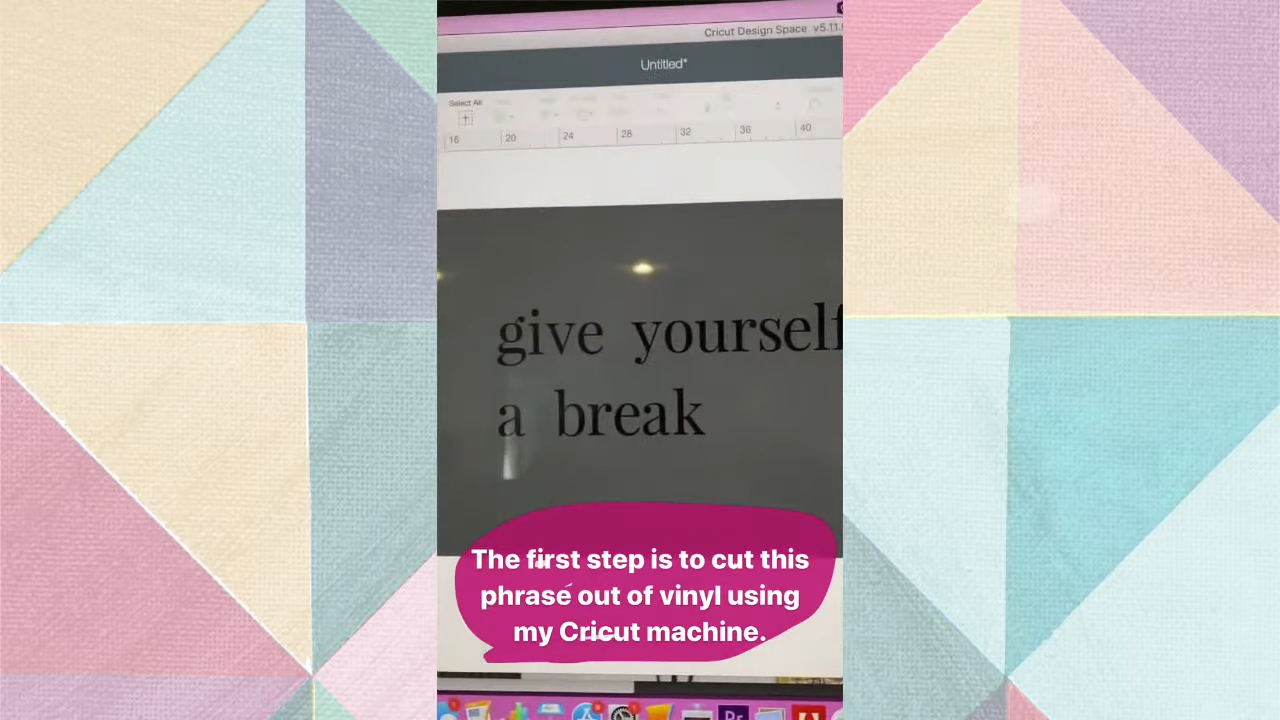 Cricut Design Space v5.11.
Untitled*
Select All
16 20 24 28 32 36 40
give yourself
a break
The first step is to cut this
phrase out of vinyl using
my Cricut machine.
Pr